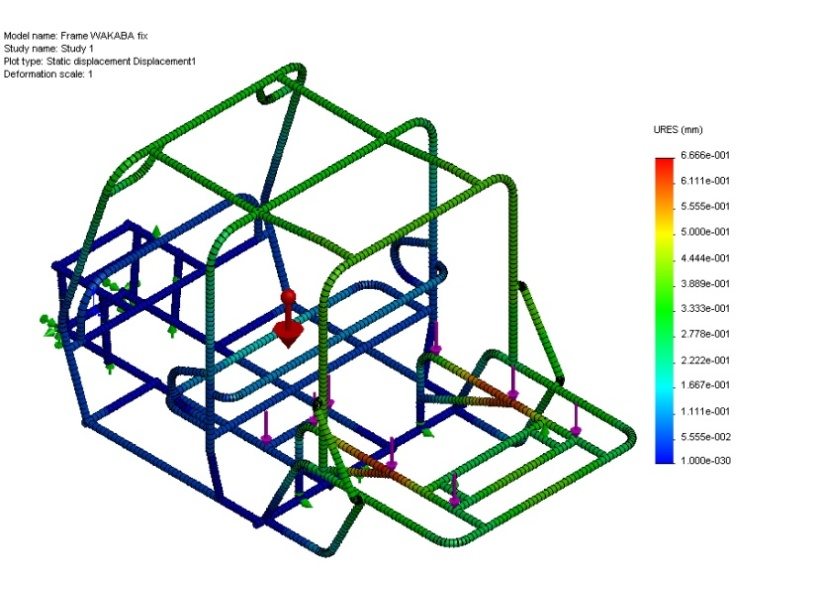 Model name: Frame WAKABA fix
Study name: Study 1
Plot type: Static displacement Displacement1
Deformation scale: 1
URES (mm)
6.666e-001
6.111e-001
5.555e-001
5.000e-001
4.444e-001
3.889e-001
3.333e-001
2.778e-001
2.222e-001
1.667e-001
1.111e-001
5.555e-002
1.000e-030